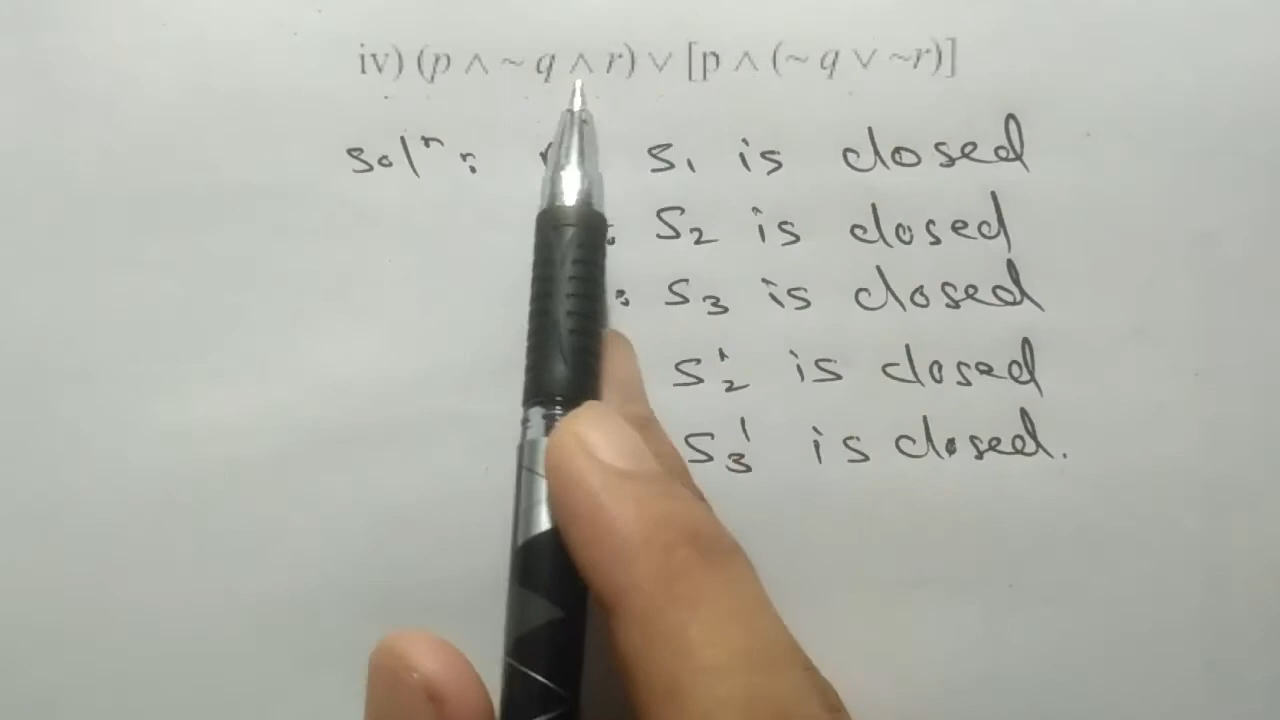 iv) (p ∧ ~ q ∧ r) ∨ [p ∧ (~ q ∨ ~r)]
Solⁿ: S₁ is closed
: S₂ is closed
: S₃ is closed
S₂' is closed
S₃' is closed.